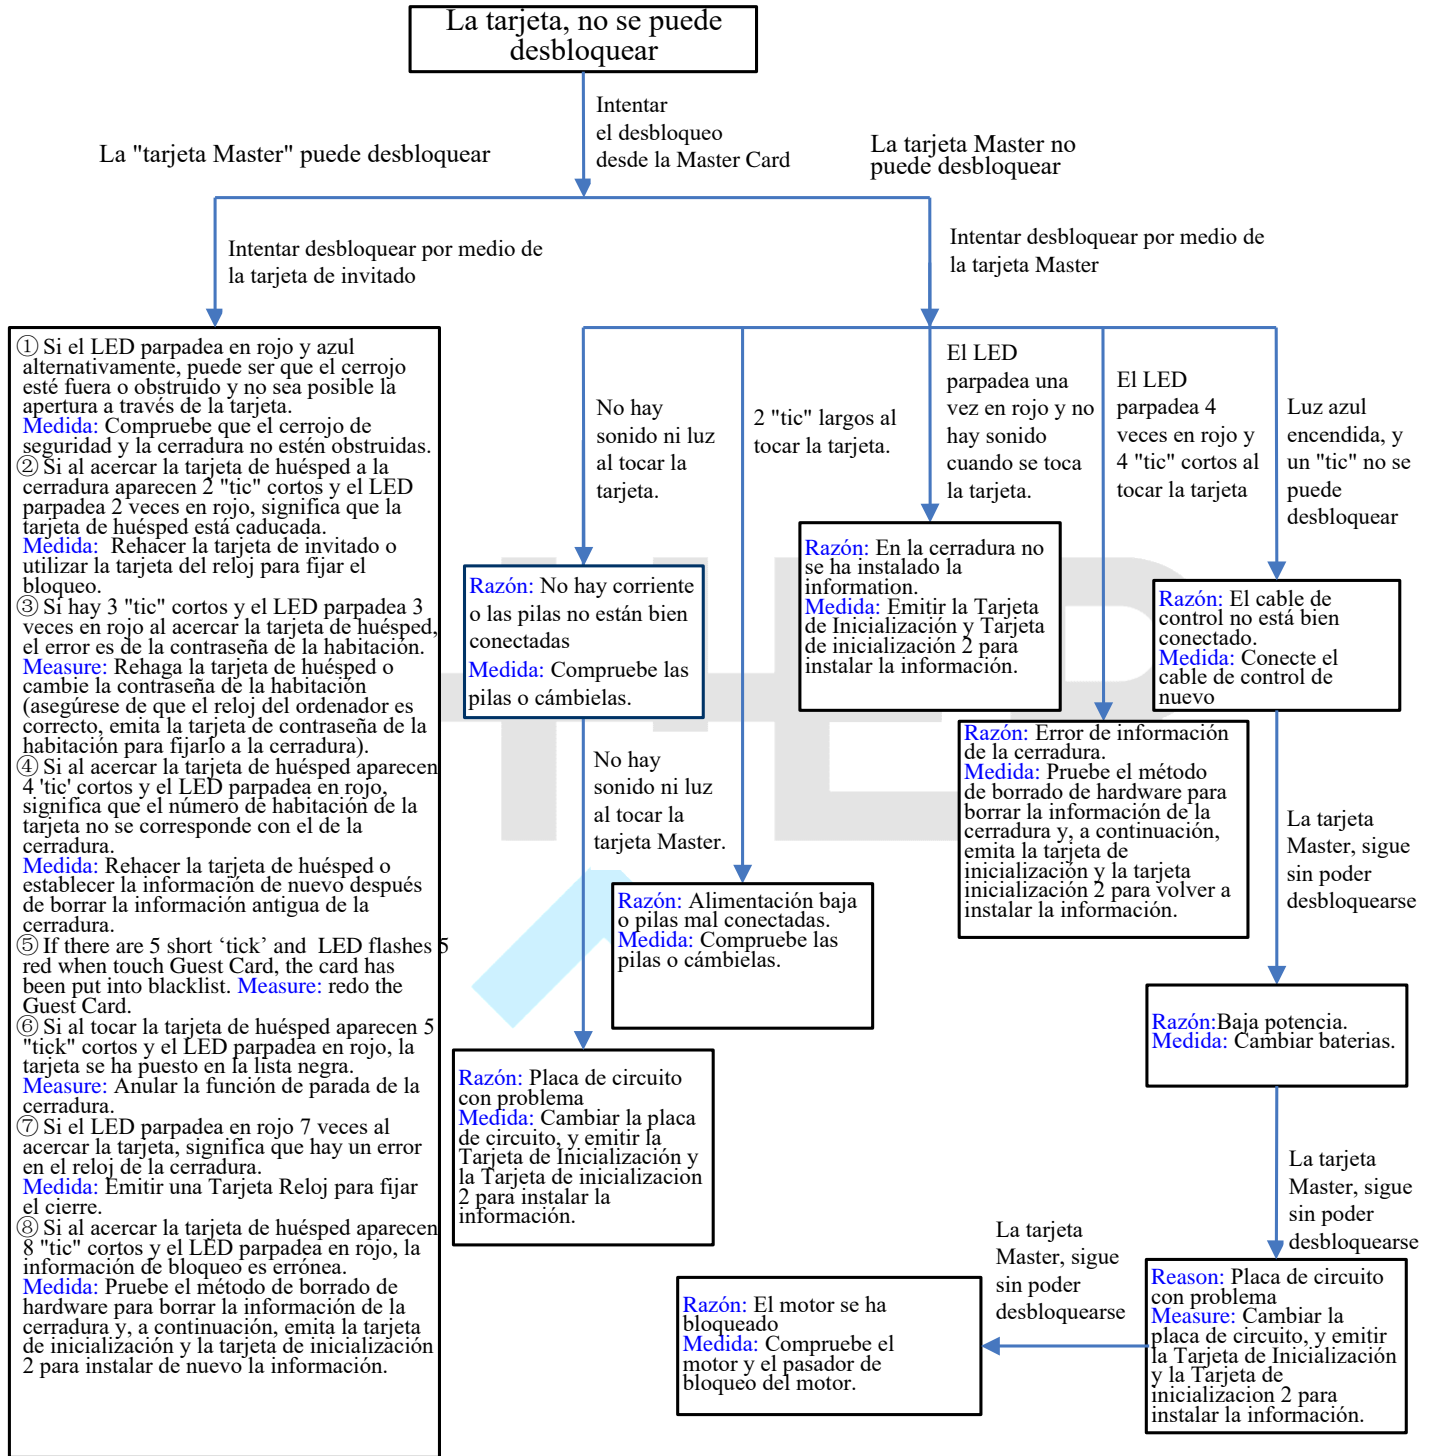 La tarjeta, no se puede
desbloquear
Intentar
el desbloqueo
desde la Master Card
La "tarjeta Master" puede desbloquear
La tarjeta Master no
puede desbloquear
Intentar desbloquear por medio de
la tarjeta de invitado
Intentar desbloquear por medio de
la tarjeta Master
① Si el LED parpadea en rojo y azul
alternativamente, puede ser que el cerrojo
esté fuera o obstruido y no sea posible la
apertura a través de la tarjeta.
Medida: Compruebe que el cerrojo de
seguridad y la cerradura no estén obstruidas.
② Si al acercar la tarjeta de huésped a la
cerradura aparecen 2 "tic" cortos y el LED
parpadea 2 veces en rojo, significa que la
tarjeta de huésped está caducada.
Medida: Rehacer la tarjeta de invitado o
utilizar la tarjeta del reloj para fijar el
bloqueo.
③ Si hay 3 "tic" cortos y el LED parpadea 3
veces en rojo al acercar la tarjeta de huésped,
el error es de la contraseña de la habitación.
Measure: Rehaga la tarjeta de huésped o
cambie la contraseña de la habitación
(asegúrese de que el reloj del ordenador es
correcto, emita la tarjeta de contraseña de la
habitación para fijarlo a la cerradura).
④ Si al acercar la tarjeta de huésped aparecen
4 'tic' cortos y el LED parpadea en rojo,
significa que el número de habitación de la
tarjeta no se corresponde con el de la
cerradura.
Medida: Rehacer la tarjeta de huésped o
establecer la información de nuevo después
de borrar la información antigua de la
cerradura.
⑤ If there are 5 short ‘tick’ and LED flashes 5
red when touch Guest Card, the card has
been put into blacklist. Measure: redo the
Guest Card.
⑥ Si al tocar la tarjeta de huésped aparecen 5
"tick" cortos y el LED parpadea en rojo, la
tarjeta se ha puesto en la lista negra.
Measure: Anular la función de parada de la
cerradura.
⑦ Si el LED parpadea en rojo 7 veces al
acercar la tarjeta, significa que hay un error
en el reloj de la cerradura.
Medida: Emitir una Tarjeta Reloj para fijar
el cierre.
⑧ Si al acercar la tarjeta de huésped aparecen
8 "tic" cortos y el LED parpadea en rojo, la
información de bloqueo es errónea.
Medida: Pruebe el método de borrado de
hardware para borrar la información de la
cerradura y, a continuación, emita la tarjeta
de inicialización y la tarjeta de inicialización
2 para instalar de nuevo la información.
No hay
sonido ni luz
al tocar la
tarjeta.
2 "tic" largos al
tocar la tarjeta.
El LED
parpadea una
vez en rojo y no
hay sonido
cuando se toca
la tarjeta.
El LED
parpadea 4
veces en rojo y
4 "tic" cortos al
tocar la tarjeta
Luz azul
encendida, y
un "tic" no se
puede
desbloquear
Razón: No hay corriente
o las pilas no están bien
conectadas
Medida: Compruebe las
pilas o cámbielas.
Razón: En la cerradura no
se ha instalado la
information.
Medida: Emitir la Tarjeta
de Inicialización y Tarjeta
de inicialización 2 para
instalar la información.
Razón: El cable de
control no está bien
conectado.
Medida: Conecte el
cable de control de
nuevo
Razón: Error de información
de la cerradura.
Medida: Pruebe el método
de borrado de hardware para
borrar la información de la
cerradura y, a continuación,
emita la tarjeta de
inicialización y la tarjeta
inicialización 2 para volver a
instalar la información.
No hay
sonido ni luz
al tocar la
tarjeta Master.
La tarjeta
Master, sigue
sin poder
desbloquearse
Razón: Alimentación baja
o pilas mal conectadas.
Medida: Compruebe las
pilas o cámbielas.
Razón:Baja potencia.
Medida: Cambiar baterias.
Razón: Placa de circuito
con problema
Medida: Cambiar la placa
de circuito, y emitir la
Tarjeta de Inicialización y
la Tarjeta de inicializacion
2 para instalar la
información.
La tarjeta
Master, sigue
sin poder
desbloquearse
La tarjeta
Master, sigue
sin poder
desbloquearse
Reason: Placa de circuito
con problema
Measure: Cambiar la
placa de circuito, y emitir
la Tarjeta de Inicialización
y la Tarjeta de
inicializacion 2 para
instalar la información.
Razón: El motor se ha
bloqueado
Medida: Compruebe el
motor y el pasador de
bloqueo del motor.